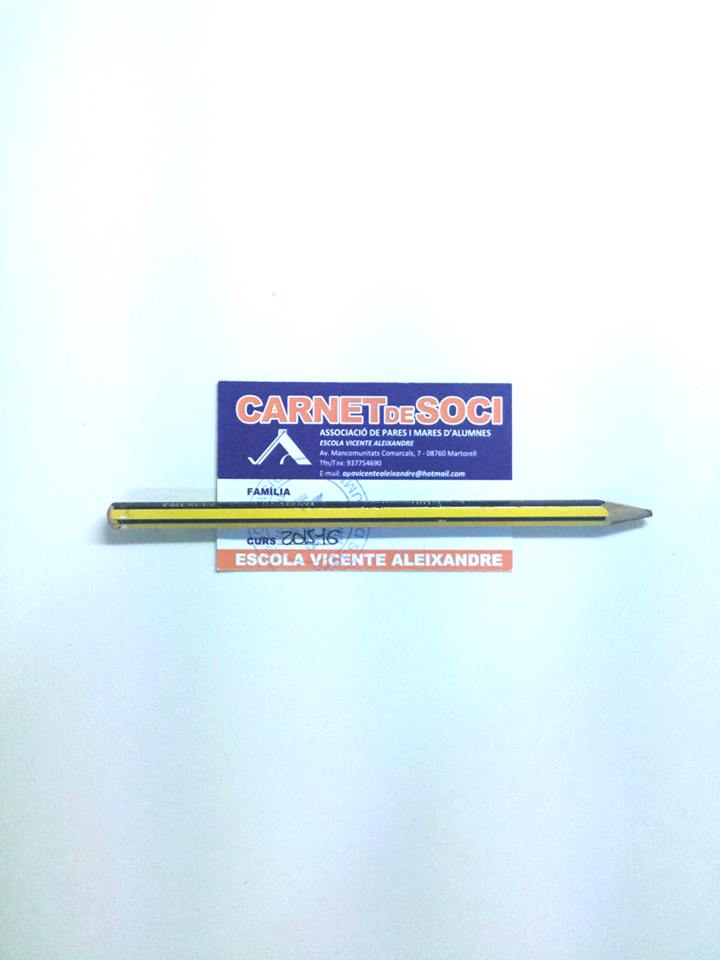 CARNET DE SOCI
ASSOCIACIÓ DE PARES I MARES D'ALUMNES
ESCOLA VICENTE ALEIXANDRE
Av. Mancomunitats Comarcals, 7 - 08760 Martorell
Tfn/Fax: 937754690
E-mail: apavicentealeixandre@hotmail.com
FAMÍLIA
CURS 2015-16
ESCOLA VICENTE ALEIXANDRE